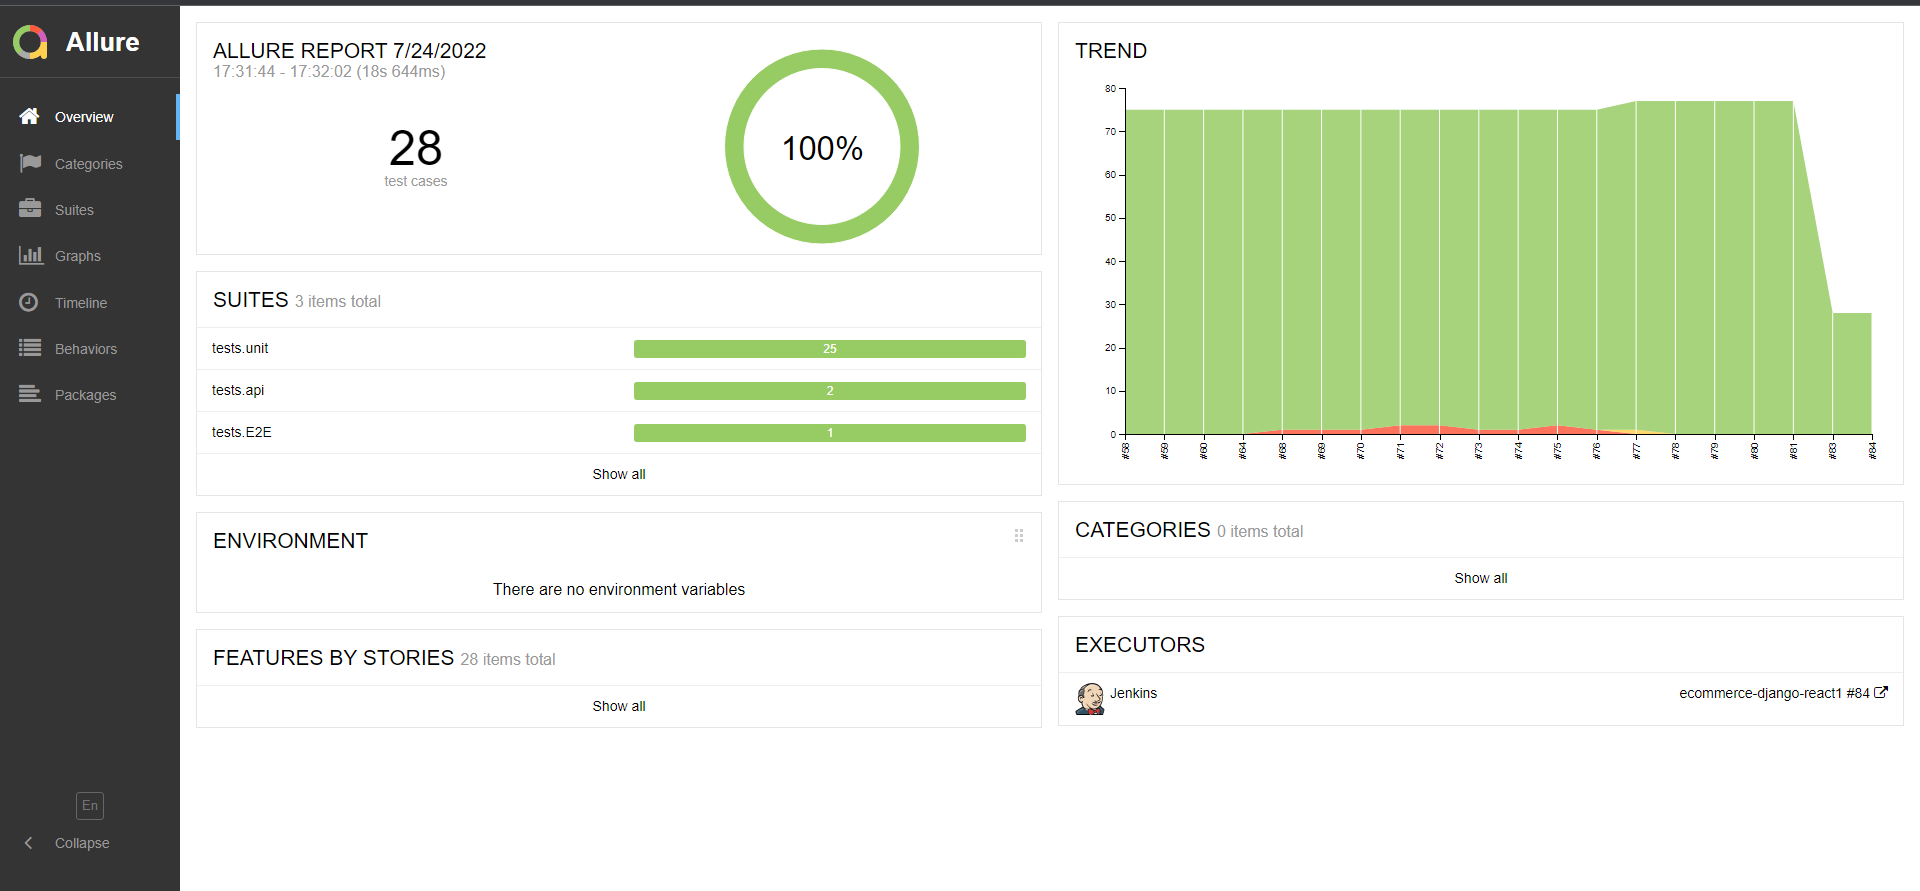 Allure
Overview
Categories
Suites
Graphs
Timeline
Behaviors
Packages
En
Collapse
ALLURE REPORT 7/24/2022
17:31:44 - 17:32:02 (18s 644ms)
28
test cases
100%
SUITES 3 items total
tests.unit 25
tests.api 2
tests.E2E 1
Show all
ENVIRONMENT
There are no environment variables
FEATURES BY STORIES 28 items total
Show all
TREND
80
70
60
50
40
30
20
10
0
#58 #59 #60 #64 #68 #69 #70 #71 #72 #73 #74 #75 #76 #77 #78 #79 #80 #81 #83 #84
CATEGORIES 0 items total
Show all
EXECUTORS
Jenkins ecommerce-django-react1 #84